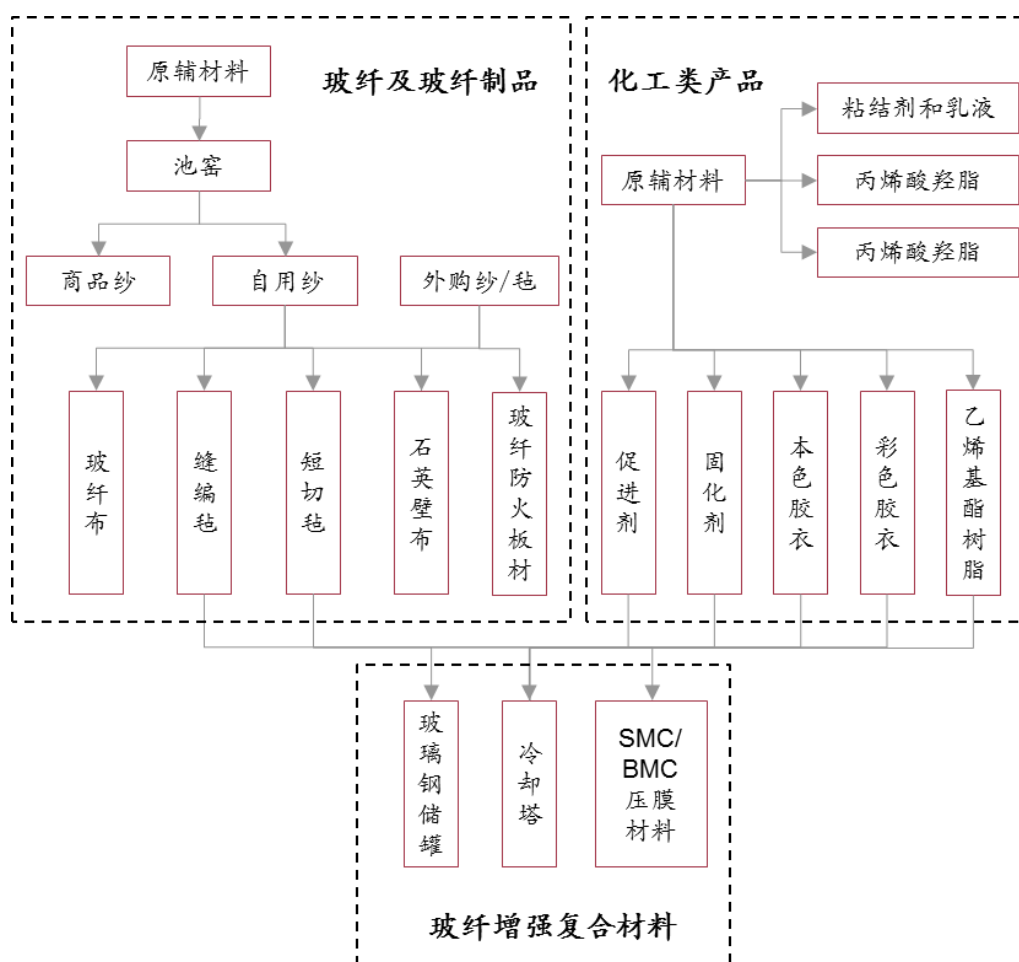 玻纤及玻纤制品
原辅材料
池窑
商品纱
自用纱
外购纱/毡
玻纤布
缝编毡
短切毡
石英壁布
玻纤防火板材
化工类产品
原辅材料
粘结剂和乳液
丙烯酸羟脂
丙烯酸羟脂
促进剂
固化剂
本色胶衣
彩色胶衣
乙烯基酯树脂
玻璃钢储罐
冷却塔
SMC/
BMC
压膜
材料
玻纤增强复合材料